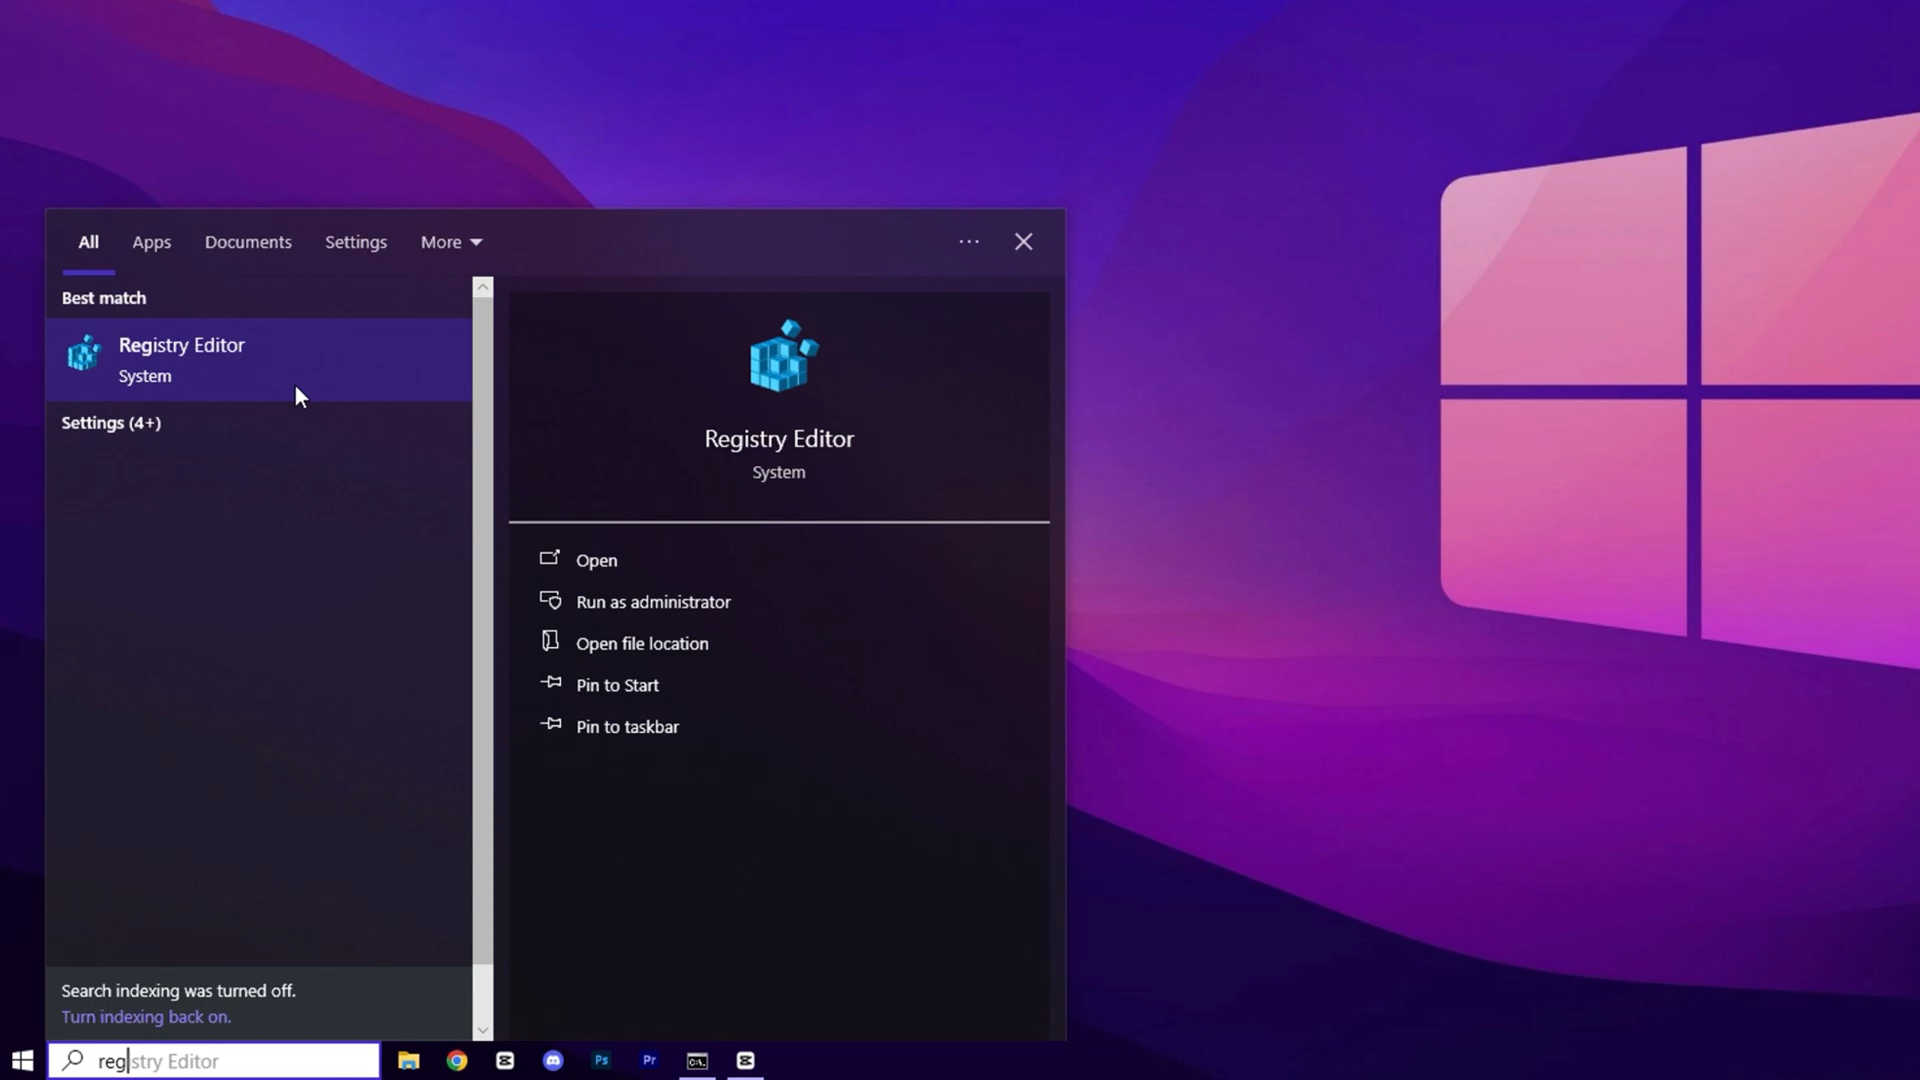 All Apps Documents Settings More
Best match
Registry Editor
System
Settings (4+)
Registry Editor
System
Open
Run as administrator
Open file location
Pin to Start
Pin to taskbar
Search indexing was turned off.
Turn indexing back on.
registry Editor
Ps
Pr
C:\.